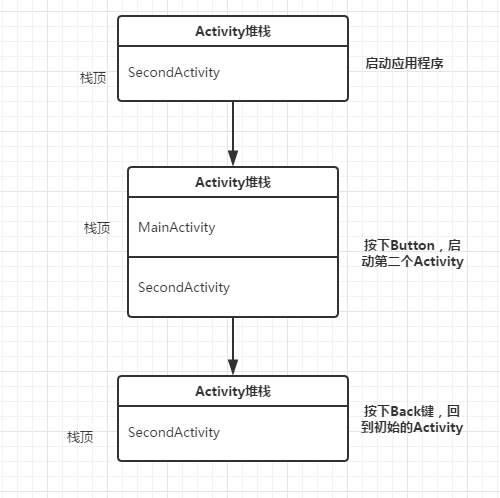 Activity堆栈
栈顶
SecondActivity
启动应用程序
Activity堆栈
栈顶
MainActivity
SecondActivity
按下Button，启
动第二个Activity
Activity堆栈
栈顶
SecondActivity
按下Back键，回
到初始的Activity